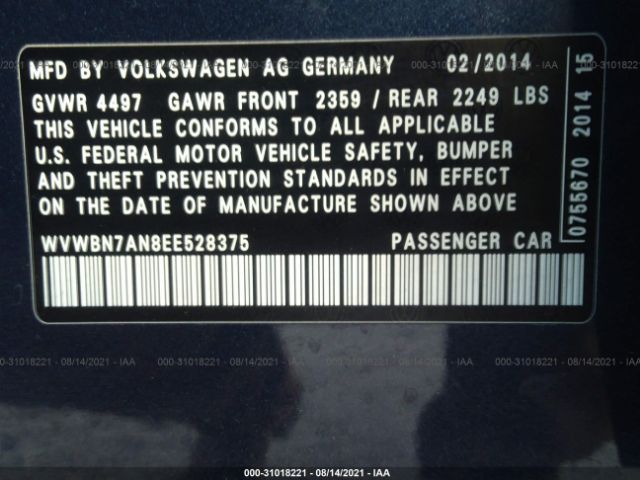 MFD BY VOLKSWAGEN AG GERMANY 02/2014
GVWR 4497 GAWR FRONT 2359 / REAR 2249 LBS
THIS VEHICLE CONFORMS TO ALL APPLICABLE
U.S. FEDERAL MOTOR VEHICLE SAFETY, BUMPER
AND THEFT PREVENTION STANDARDS IN EFFECT
ON THE DATE OF MANUFACTURE SHOWN ABOVE
WVWBN7AN8EE528375 PASSENGER CAR
0755670 2014 15
000-31018221 - 08/14/2021 - IAA